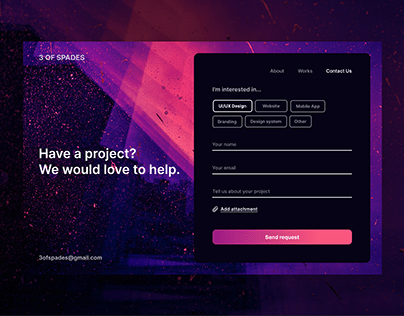 3 OF SPADES
About Works Contact Us
I'm interested in...
UI/UX Design Website Mobile App
Branding Design system Other
Have a project?
We would love to help.
Your name
Your email
Tell us about your project
Add attachment
Send request
3ofspades@gmail.com